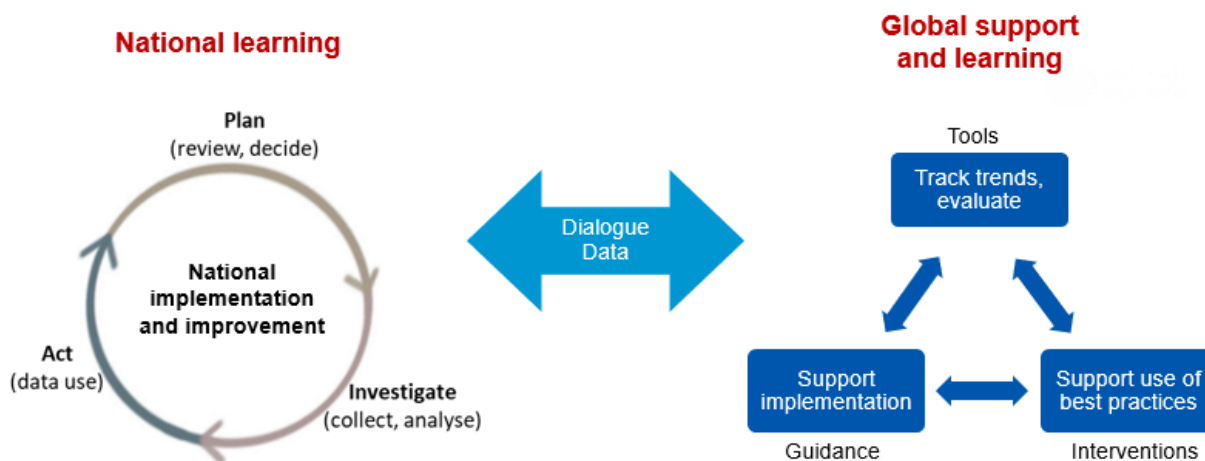 National learning
Plan
(review, decide)
National
implementation
and improvement
Act
(data use)
Investigate
(collect, analyse)
Dialogue
Data
Global support
and learning
Tools
Track trends,
evaluate
Support
implementation
Guidance
Support use of
best practices
Interventions